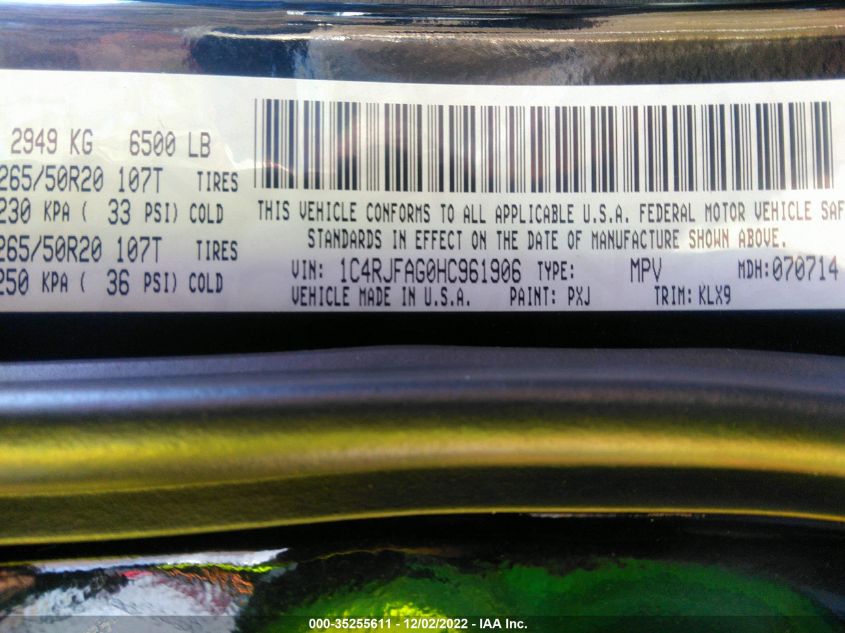 2949 KG 6500 LB
265/50R20 107T TIRES
230 KPA ( 33 PSI) COLD
265/50R20 107T TIRES
250 KPA ( 36 PSI) COLD
THIS VEHICLE CONFORMS TO ALL APPLICABLE U.S.A. FEDERAL MOTOR VEHICLE SAF
STANDARDS IN EFFECT ON THE DATE OF MANUFACTURE SHOWN ABOVE.
VIN: 1C4RJFAG0HC961906 TYPE: MPV MDH:070714
VEHICLE MADE IN U.S.A. PAINT: PXJ TRIM: KLX9
000-35255611 - 12/02/2022 - IAA Inc.